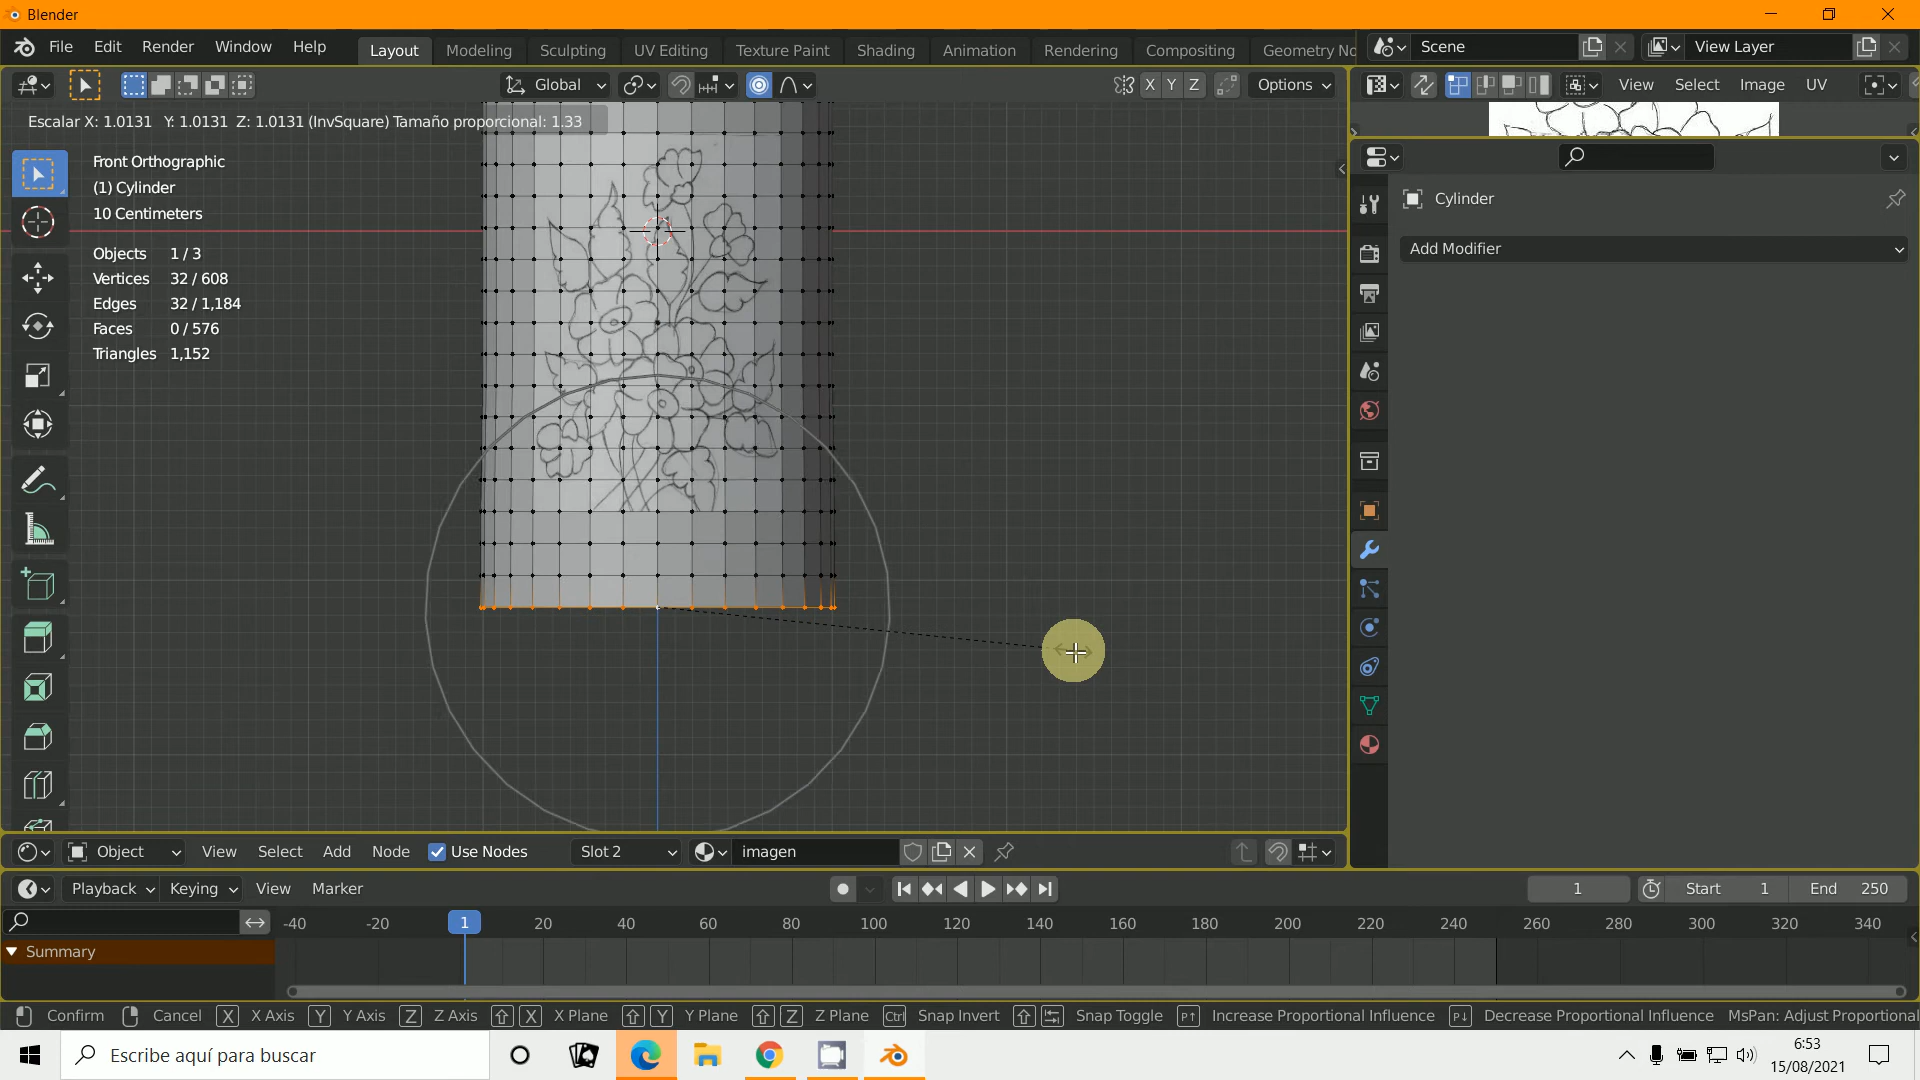 Blender
File Edit Render Window Help Layout Modeling Sculpting UV Editing Texture Paint Shading Animation Rendering Compositing Geometry No Scene View Layer
Global X Y Z Options View Select Image UV
Escalar X: 1.0131 Y: 1.0131 Z: 1.0131 (InvSquare) Tamaño proporcional: 1.33
Front Orthographic
(1) Cylinder
10 Centimeters
Objects 1 / 3
Vertices 32 / 608
Edges 32 / 1,184
Faces 0 / 576
Triangles 1,152
Cylinder
Add Modifier
Object View Select Add Node Use Nodes Slot 2 imagen
Playback Keying View Marker 1 Start 1 End 250
-40 -20 1 20 40 60 80 100 120 140 160 180 200 220 240 260 280 300 320 340
Summary
Confirm Cancel X X Axis Y Y Axis Z Z Axis X X Plane Y Y Plane Z Z Plane Ctrl Snap Invert Snap Toggle P↑ Increase Proportional Influence P↓ Decrease Proportional Influence MsPan: Adjust Proportional
Escribe aquí para buscar
6:53
15/08/2021